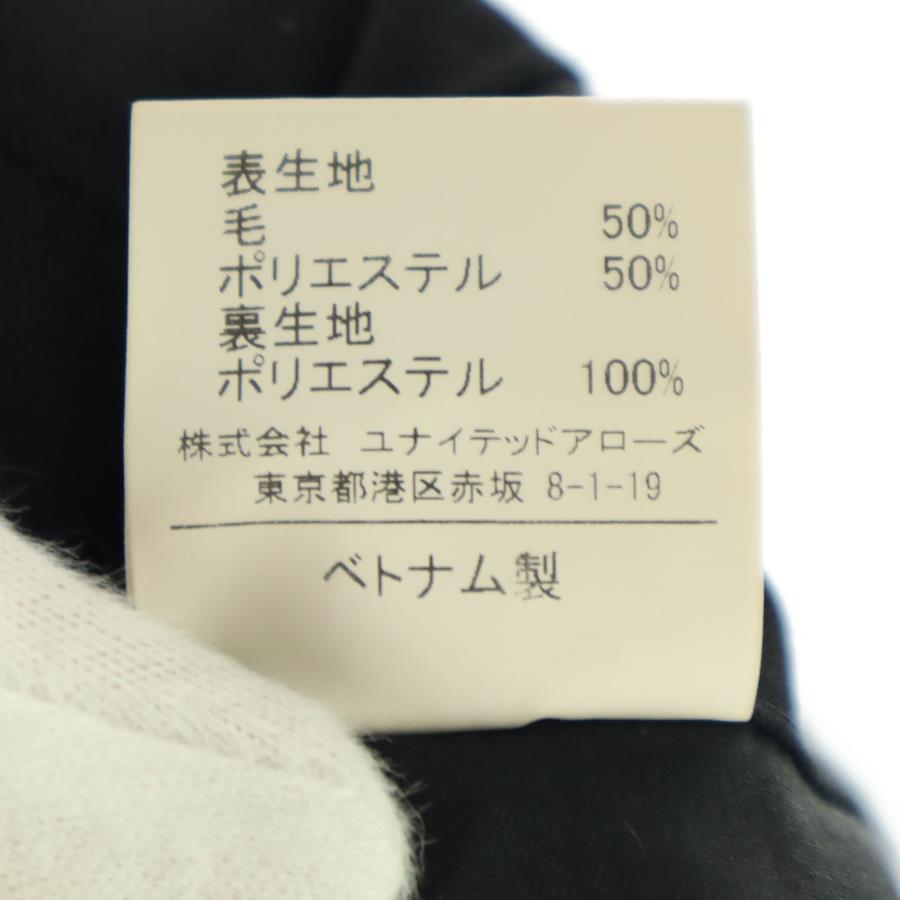 表生地
毛 50%
ポリエステル 50%
裏生地
ポリエステル 100%
株式会社 ユナイテッドアローズ
東京都港区赤坂 8-1-19
ベトナム製